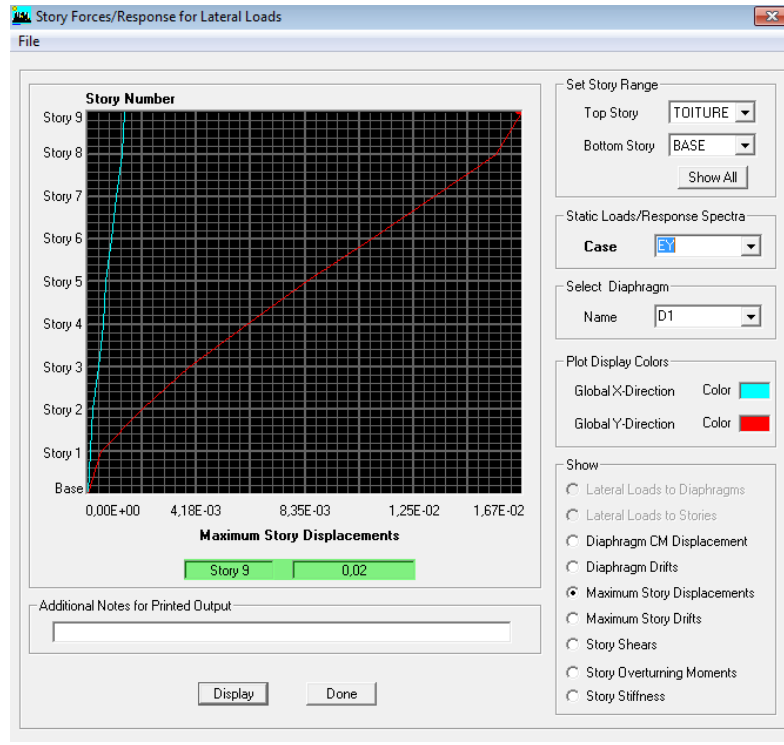 Story Forces/Response for Lateral Loads
File
Story Number
Story 9
Story 8
Story 7
Story 6
Story 5
Story 4
Story 3
Story 2
Story 1
Base
0,00E+00 4,18E-03 8,35E-03 1,25E-02 1,67E-02
Maximum Story Displacements
Story 9 0,02
Additional Notes for Printed Output
Display Done
Set Story Range
Top Story TOITURE
Bottom Story BASE
Show All
Static Loads/Response Spectra
Case EY
Select Diaphragm
Name D1
Plot Display Colors
Global X-Direction Color
Global Y-Direction Color
Show
Lateral Loads to Diaphragms
Lateral Loads to Stories
Diaphragm CM Displacement
Diaphragm Drifts
Maximum Story Displacements
Maximum Story Drifts
Story Shears
Story Overturning Moments
Story Stiffness